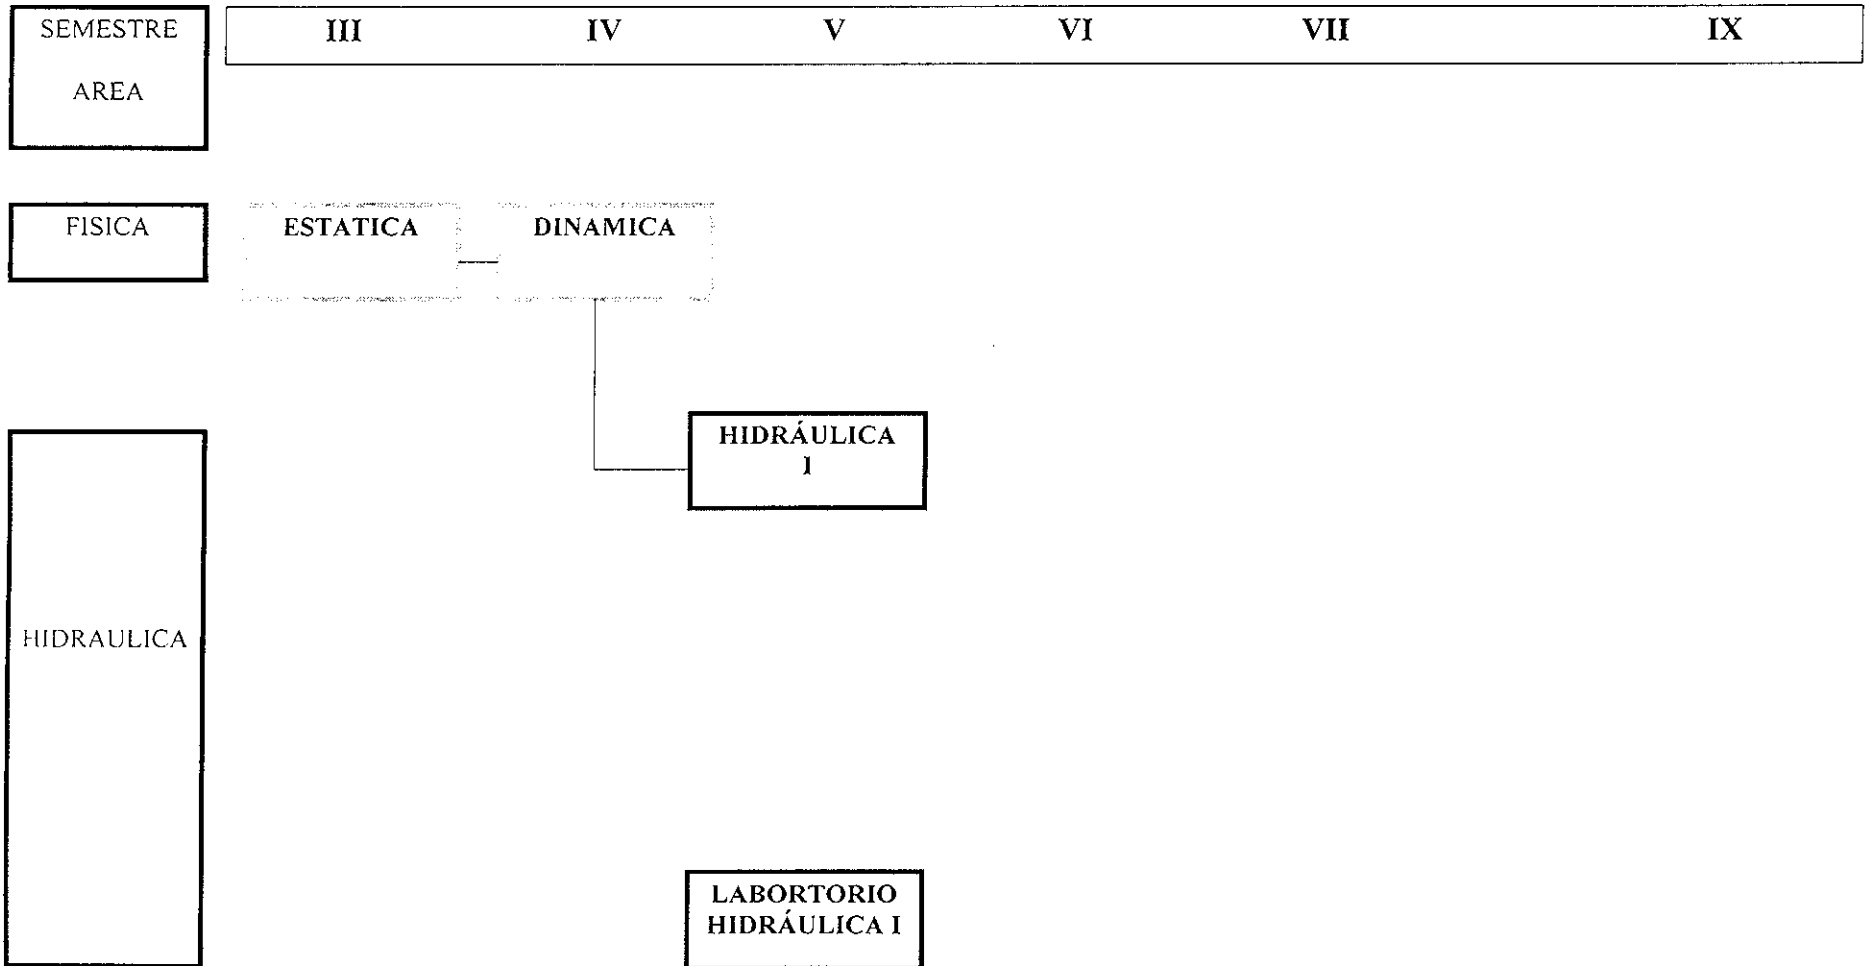 SEMESTRE
AREA
III IV V VI VII IX
FISICA
ESTATICA
DINAMICA
HIDRÁULICA
I
HIDRAULICA
LABORTORIO
HIDRÁULICA I